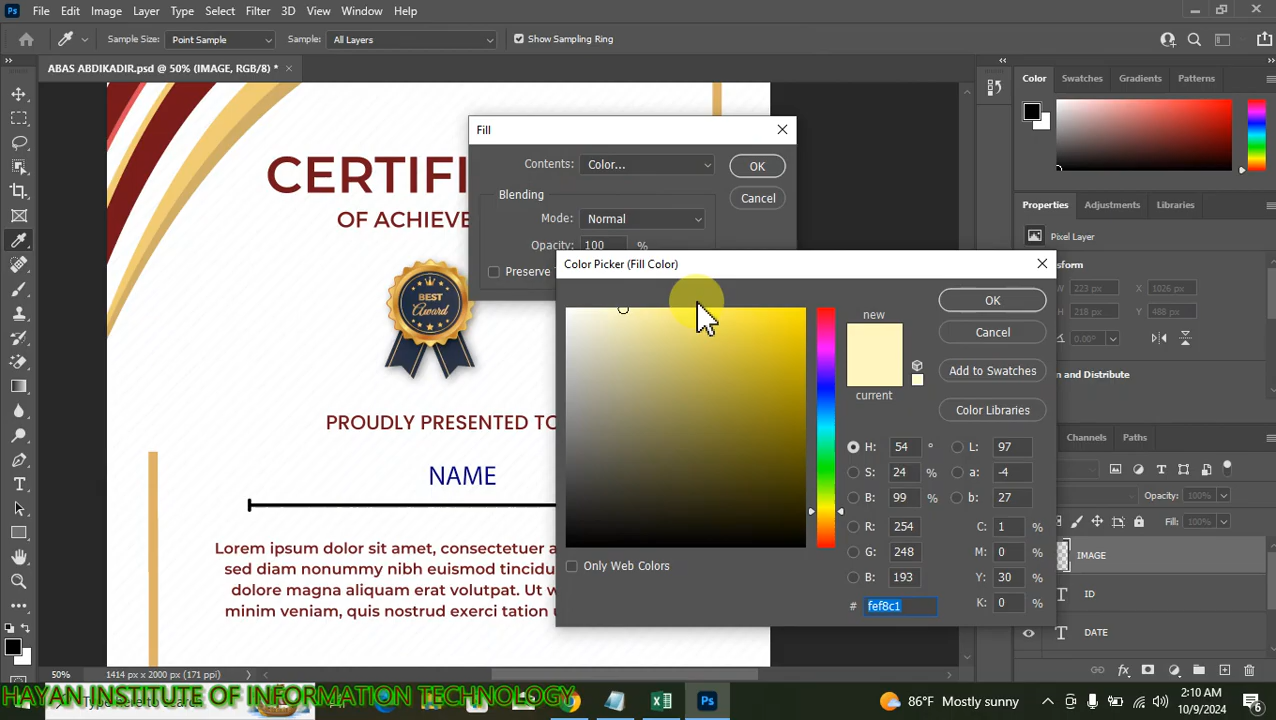 Ps File Edit Image Layer Type Select Filter 3D View Window Help
Sample Size: Point Sample Sample: All Layers Show Sampling Ring
ABAS ABDIKADIR.psd @ 50% (IMAGE, RGB/8) *
Color Swatches Gradients Patterns
Properties Adjustments Libraries
Pixel Layer
W: 223 px X: 1026 px
H: 218 px Y: 488 px
0.00°
Paths
Opacity: 100%
Fill: 100%
IMAGE
ID
DATE
Fill
Contents: Color... OK
Blending Cancel
Mode: Normal
Opacity: 100 %
Color Picker (Fill Color)
new
current
OK
Cancel
Add to Swatches
Color Libraries
H: 54 ° L: 97
S: 24 % a: -4
B: 99 % b: 27
R: 254 C: 1 %
G: 248 M: 0 %
B: 193 Y: 30 %
# fef8c1 K: 0 %
Only Web Colors
OF ACHIEVE
BEST
Award
PROUDLY PRESENTED TO
NAME
Lorem ipsum dolor sit amet, consectetuer a
sed diam nonummy nibh euismod tincidu
dolore magna aliquam erat volutpat. Ut w
minim veniam, quis nostrud exerci tation u
50% 1414 px x 2000 px (171 ppi)
HAYAN INSTITUTE OF INFORMATION TECHNOLOGY
86°F Mostly sunny
2:10 AM
10/9/2024
6